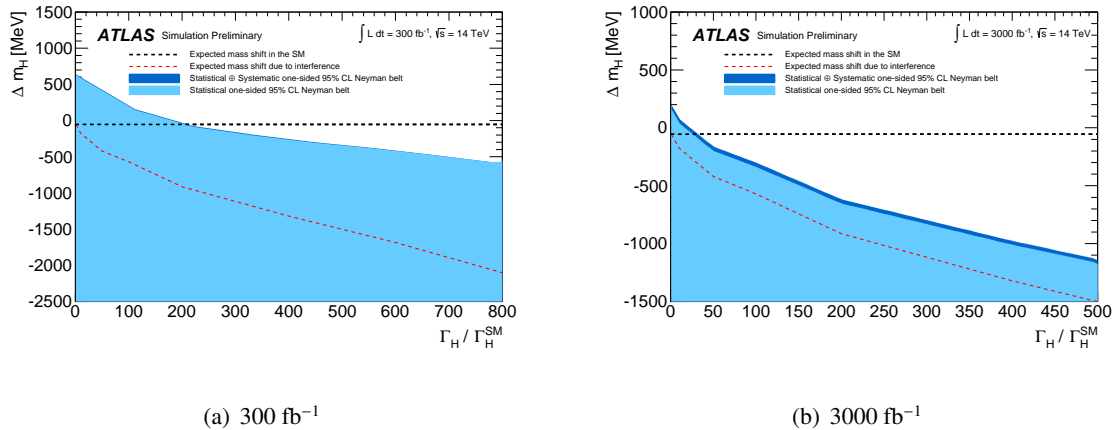 Δ m_H [MeV]
1500
1000
500
0
-500
-1000
-1500
-2000
-2500
ATLAS Simulation Preliminary
∫ L dt = 300 fb⁻¹, √s = 14 TeV
Expected mass shift in the SM
Expected mass shift due to interference
Statistical ⊕ Systematic one-sided 95% CL Neyman belt
Statistical one-sided 95% CL Neyman belt
0 100 200 300 400 500 600 700 800
Γ_H / Γ_H^SM
(a) 300 fb⁻¹
Δ m_H [MeV]
1000
800
600
400
200
0
-500
-1000
-1500
ATLAS Simulation Preliminary
∫ L dt = 3000 fb⁻¹, √s = 14 TeV
Expected mass shift in the SM
Expected mass shift due to interference
Statistical ⊕ Systematic one-sided 95% CL Neyman belt
Statistical one-sided 95% CL Neyman belt
0 50 100 150 200 250 300 350 400 450 500
Γ_H / Γ_H^SM
(b) 3000 fb⁻¹